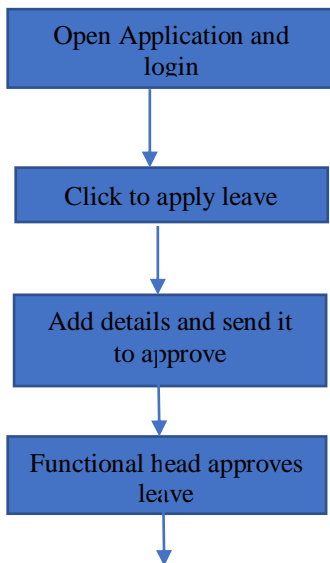 Open Application and
login
Click to apply leave
Add details and send it
to approve
Functional head approves
leave